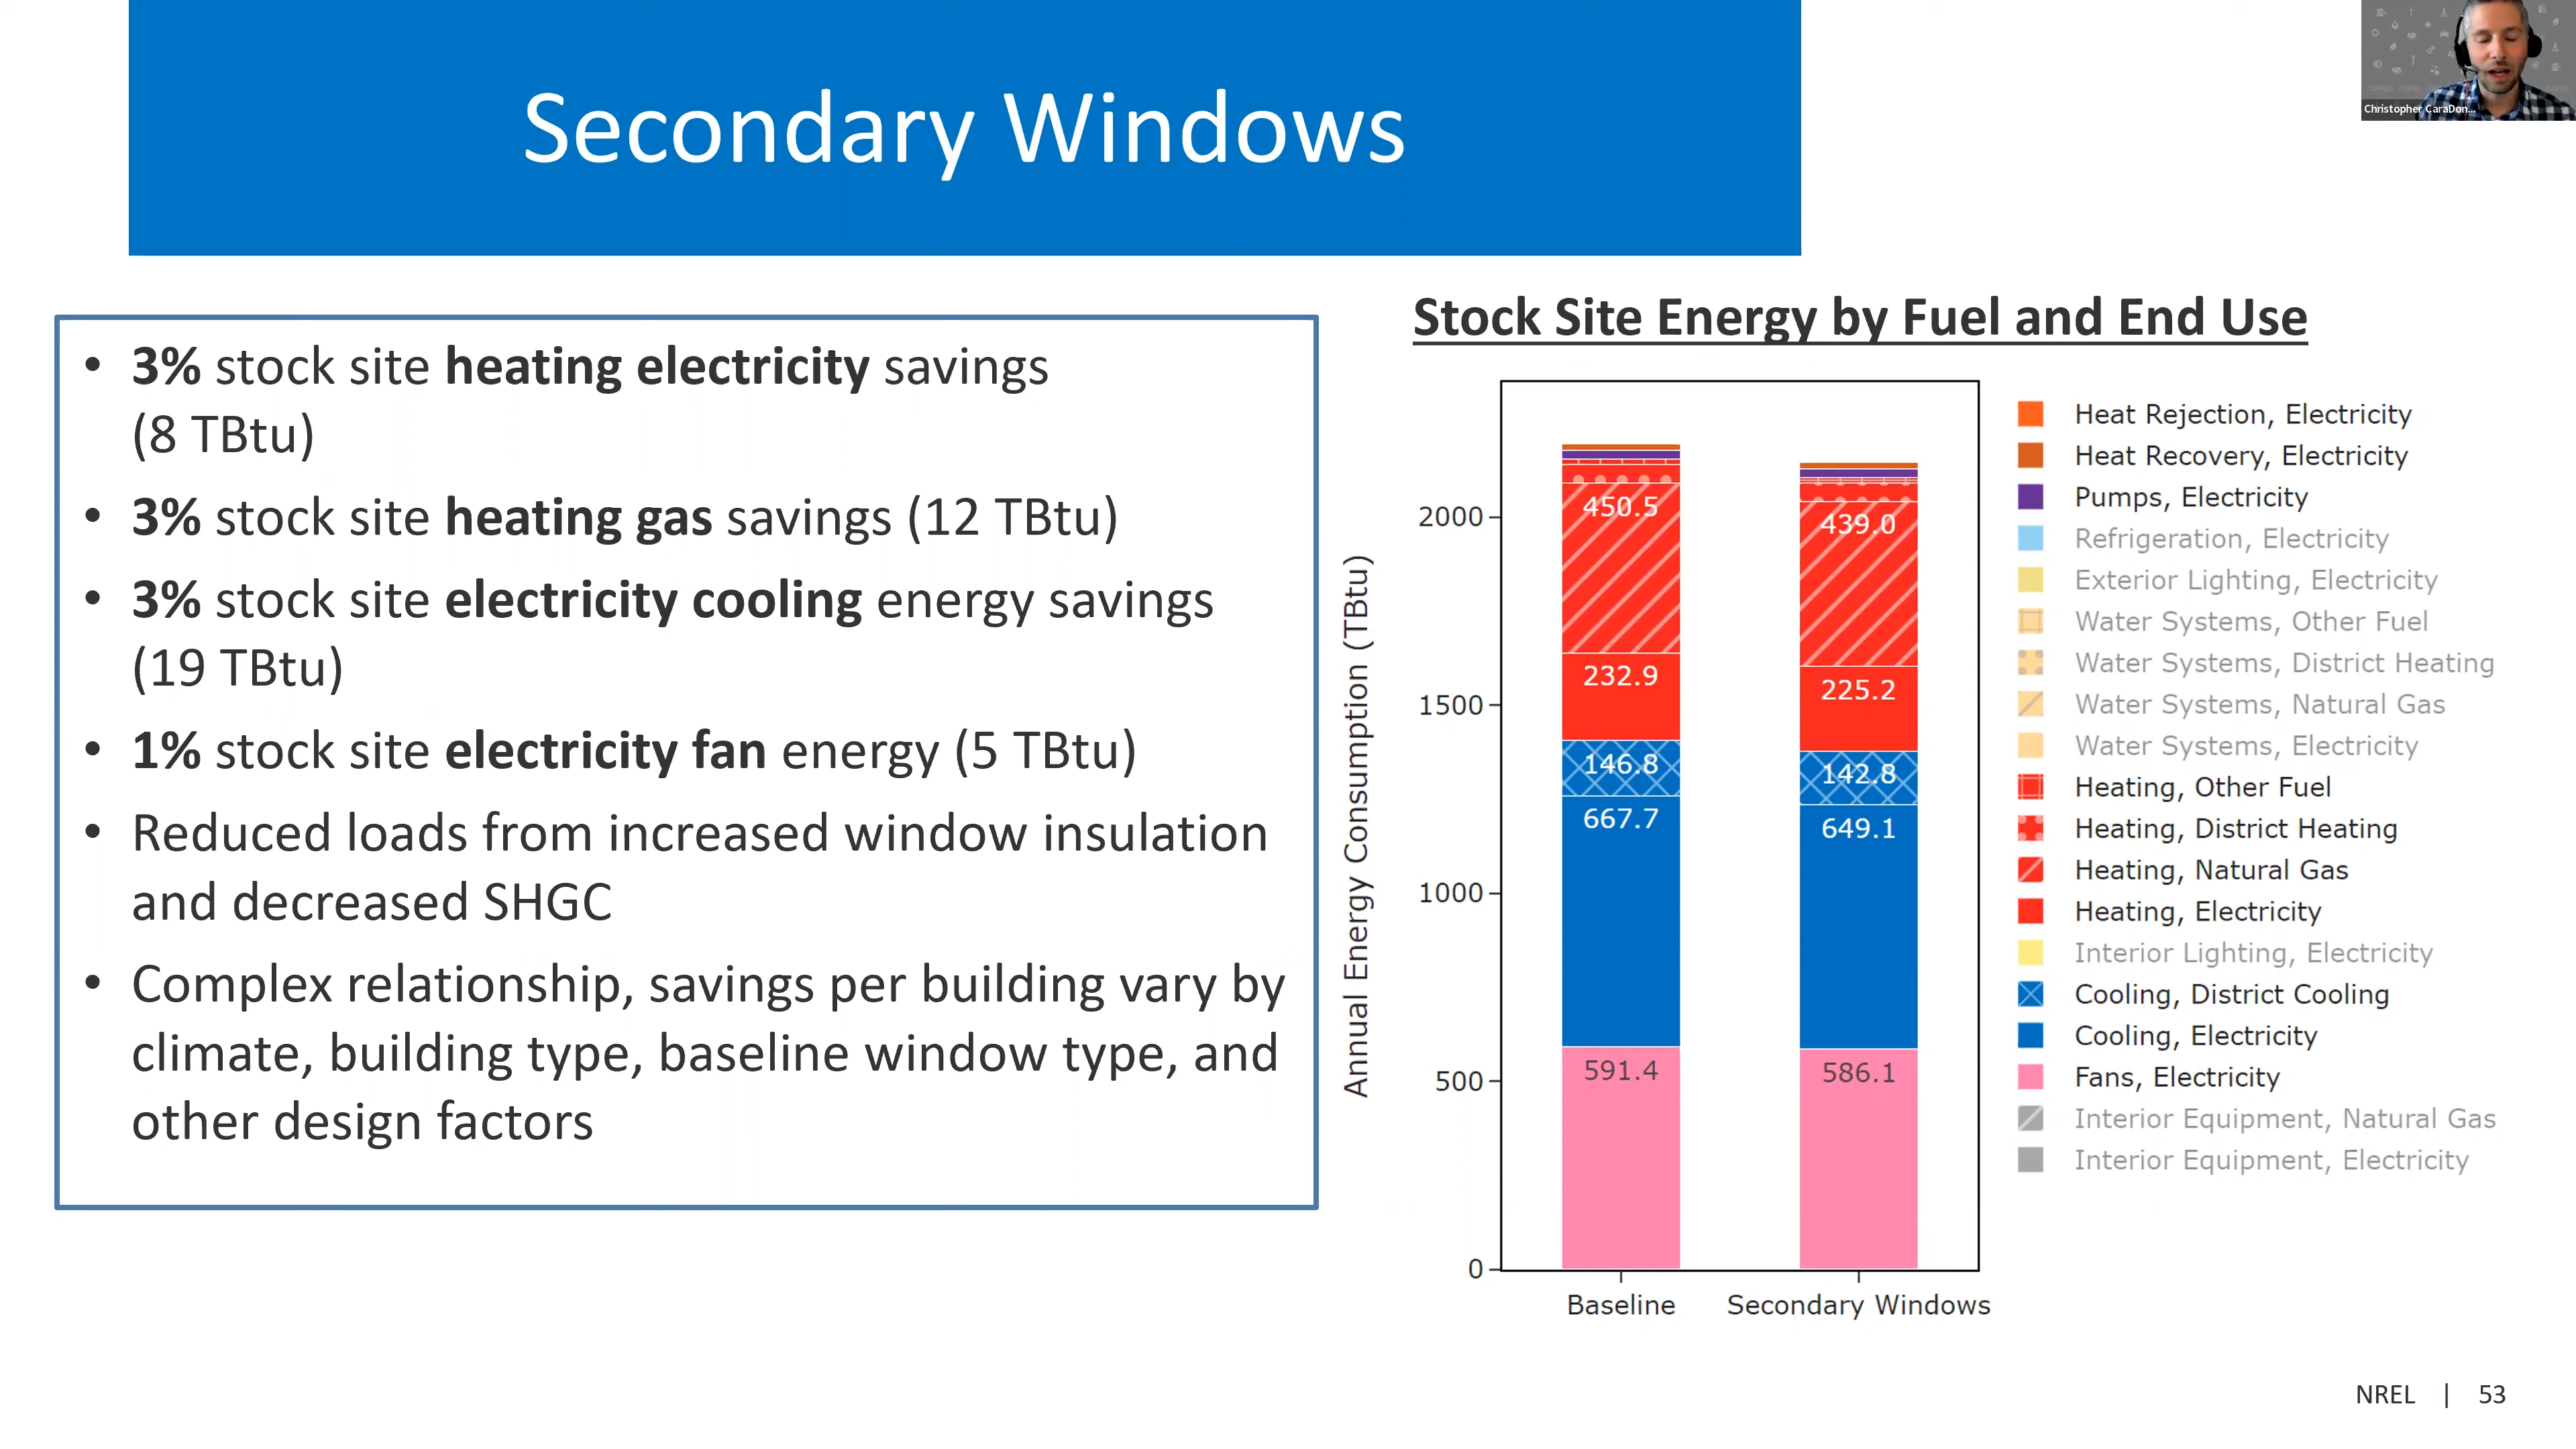 Secondary Windows
Christopher CaraDon...
• 3% stock site heating electricity savings
(8 TBtu)
• 3% stock site heating gas savings (12 TBtu)
• 3% stock site electricity cooling energy savings
(19 TBtu)
• 1% stock site electricity fan energy (5 TBtu)
• Reduced loads from increased window insulation
and decreased SHGC
• Complex relationship, savings per building vary by
climate, building type, baseline window type, and
other design factors
Stock Site Energy by Fuel and End Use
Annual Energy Consumption (TBtu)
2000
1500
1000
500
0
450.5
232.9
146.8
667.7
591.4
439.0
225.2
142.8
649.1
586.1
Baseline
Secondary Windows
Heat Rejection, Electricity
Heat Recovery, Electricity
Pumps, Electricity
Refrigeration, Electricity
Exterior Lighting, Electricity
Water Systems, Other Fuel
Water Systems, District Heating
Water Systems, Natural Gas
Water Systems, Electricity
Heating, Other Fuel
Heating, District Heating
Heating, Natural Gas
Heating, Electricity
Interior Lighting, Electricity
Cooling, District Cooling
Cooling, Electricity
Fans, Electricity
Interior Equipment, Natural Gas
Interior Equipment, Electricity
NREL | 53